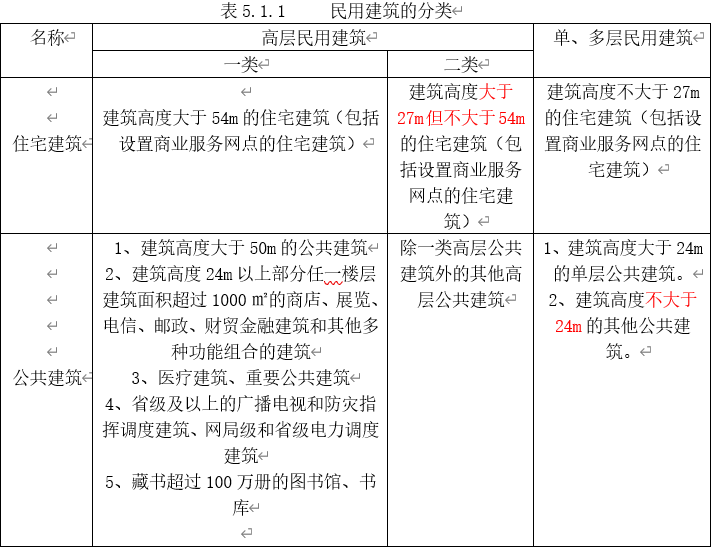 表 5.1.1 民用建筑的分类
名称
高层民用建筑
单、多层民用建筑
一类
二类
住宅建筑
建筑高度大于 54m 的住宅建筑（包括
设置商业服务网点的住宅建筑）
建筑高度大于
27m 但不大于 54m
的住宅建筑（包
括设置商业服务
网点的住宅建
筑）
建筑高度不大于 27m
的住宅建筑（包括设
置商业服务网点的住
宅建筑）
公共建筑
1、建筑高度大于 50m 的公共建筑
2、建筑高度 24m 以上部分任一楼层
建筑面积超过 1000 ㎡的商店、展览、
电信、邮政、财贸金融建筑和其他多
种功能组合的建筑
3、医疗建筑、重要公共建筑
4、省级及以上的广播电视和防灾指
挥调度建筑、网局级和省级电力调度
建筑
5、藏书超过 100 万册的图书馆、书
库
除一类高层公共
建筑外的其他高
层公共建筑
1、建筑高度大于 24m
的单层公共建筑。
2、建筑高度不大于
24m 的其他公共建
筑。